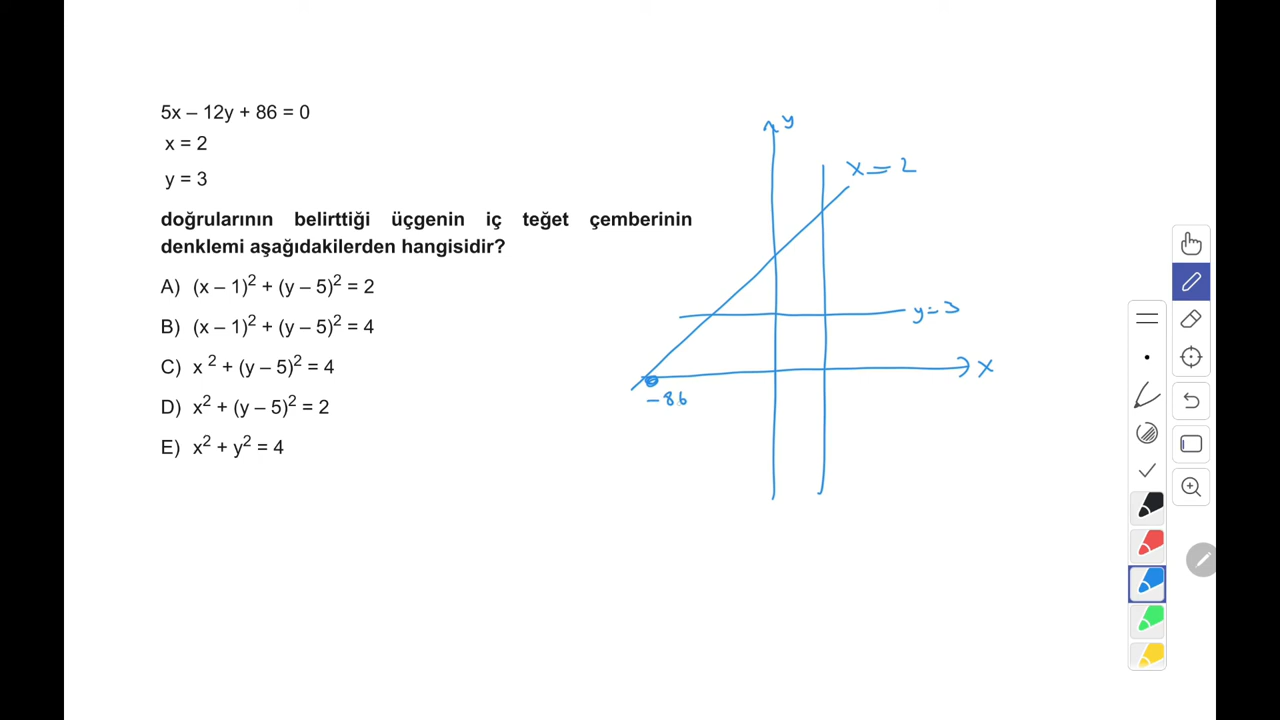 5x – 12y + 86 = 0
x = 2
y = 3
doğrularının belirttiği üçgenin iç teğet çemberinin
denklemi aşağıdakilerden hangisidir?
A) (x – 1)² + (y – 5)² = 2
B) (x – 1)² + (y – 5)² = 4
C) x² + (y – 5)² = 4
D) x² + (y – 5)² = 2
E) x² + y² = 4
y
x = 2
y = 3
x
-86